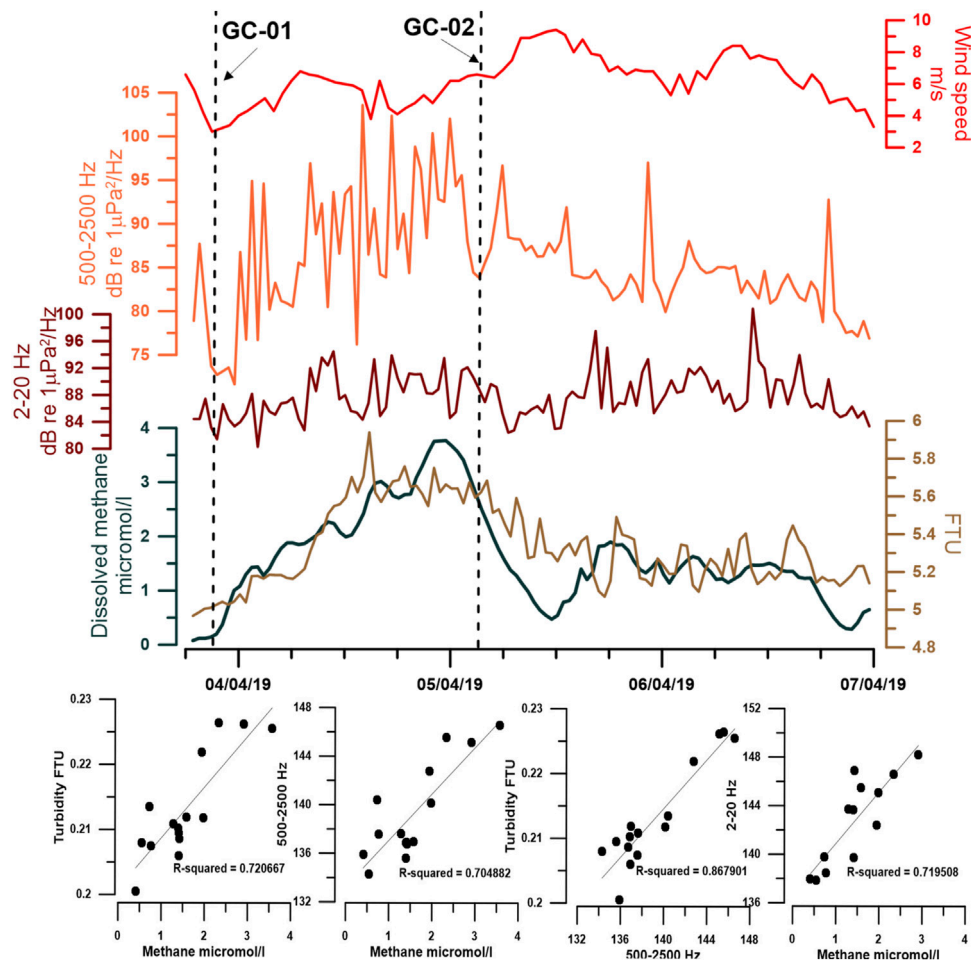 GC-01
GC-02
10
8
6
4
2
Wind speed
m/s
105
100
95
90
85
80
75
500-2500 Hz
dB re 1µPa²/Hz
100
96
92
88
84
80
2-20 Hz
dB re 1µPa²/Hz
4
3
2
1
0
Dissolved methane
micromol/l
6
5.8
5.6
5.4
5.2
5
4.8
FTU
04/04/19
05/04/19
06/04/19
07/04/19
0.23
0.22
0.21
0.2
Turbidity FTU
R-squared = 0.720667
0 1 2 3 4
Methane micromol/l
148
144
140
136
132
500-2500 Hz
R-squared = 0.704882
0 1 2 3 4
Methane micromol/l
0.23
0.22
0.21
0.2
Turbidity FTU
R-squared = 0.867901
132 136 140 144 148
500-2500 Hz
152
148
144
140
136
2-20 Hz
R-squared = 0.719508
0 1 2 3 4
Methane micromol/l